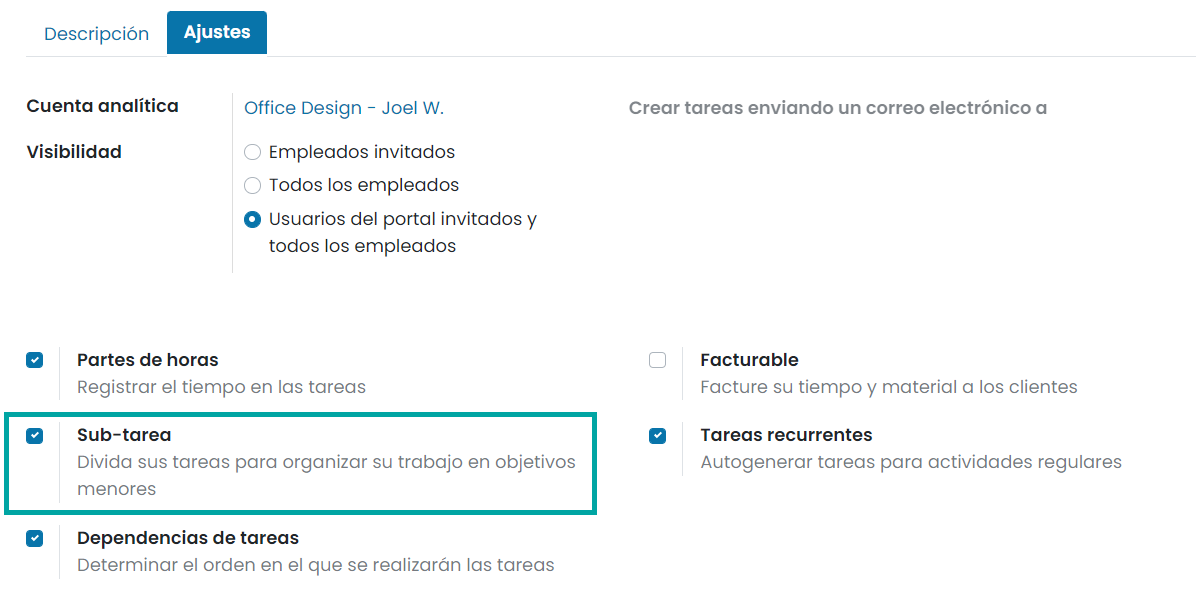 Descripción
Ajustes
Cuenta analítica
Office Design - Joel W.
Crear tareas enviando un correo electrónico a
Visibilidad
Empleados invitados
Todos los empleados
Usuarios del portal invitados y
todos los empleados
Partes de horas
Registrar el tiempo en las tareas
Facturable
Facture su tiempo y material a los clientes
Sub-tarea
Divida sus tareas para organizar su trabajo en objetivos
menores
Tareas recurrentes
Autogenerar tareas para actividades regulares
Dependencias de tareas
Determinar el orden en el que se realizarán las tareas